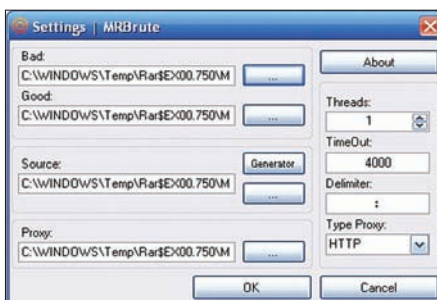 Settings | MRBrute
Bad:
C:\WINDOWS\Temp\Rar$EX00.750\M
...
Good:
C:\WINDOWS\Temp\Rar$EX00.750\M
...
Source:
Generator
C:\WINDOWS\Temp\Rar$EX00.750\M
...
Proxy:
C:\WINDOWS\Temp\Rar$EX00.750\M
...
About
Threads:
1
TimeOut:
4000
Delimiter:
:
Type Proxy:
HTTP
OK
Cancel